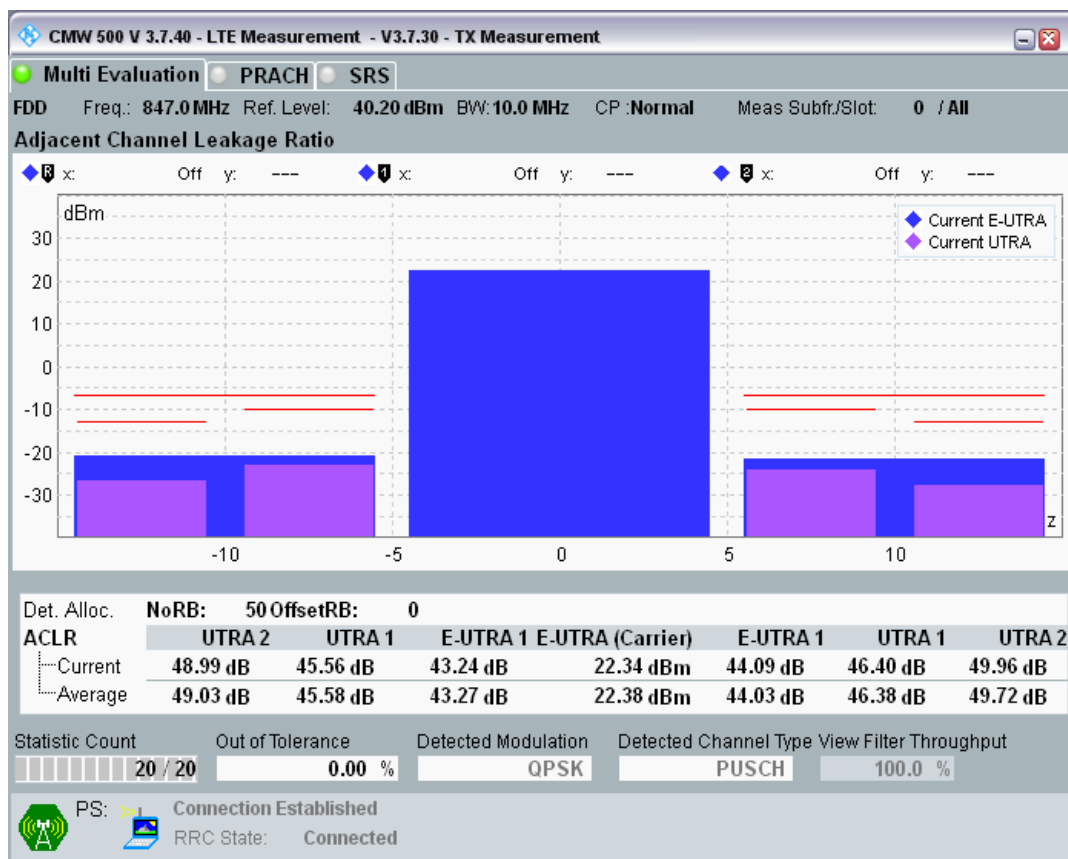 CMW 500 V 3.7.40 - LTE Measurement - V3.7.30 - TX Measurement
Multi Evaluation PRACH SRS
FDD Freq.: 847.0 MHz Ref. Level: 40.20 dBm BW: 10.0 MHz CP :Normal Meas Subfr./Slot: 0 / All
Adjacent Channel Leakage Ratio
R x: Off y: --- 1 x: Off y: --- 2 x: Off y: ---
dBm
Current E-UTRA
Current UTRA
30
20
10
0
-10
-20
-30
z
-10 -5 0 5 10
Det. Alloc. NoRB: 50 OffsetRB: 0
ACLR UTRA 2 UTRA 1 E-UTRA 1 E-UTRA (Carrier) E-UTRA 1 UTRA 1 UTRA 2
Current 48.99 dB 45.56 dB 43.24 dB 22.34 dBm 44.09 dB 46.40 dB 49.96 dB
Average 49.03 dB 45.58 dB 43.27 dB 22.38 dBm 44.03 dB 46.38 dB 49.72 dB
Statistic Count Out of Tolerance Detected Modulation Detected Channel Type View Filter Throughput
20 / 20 0.00 % QPSK PUSCH 100.0 %
PS: Connection Established
RRC State: Connected